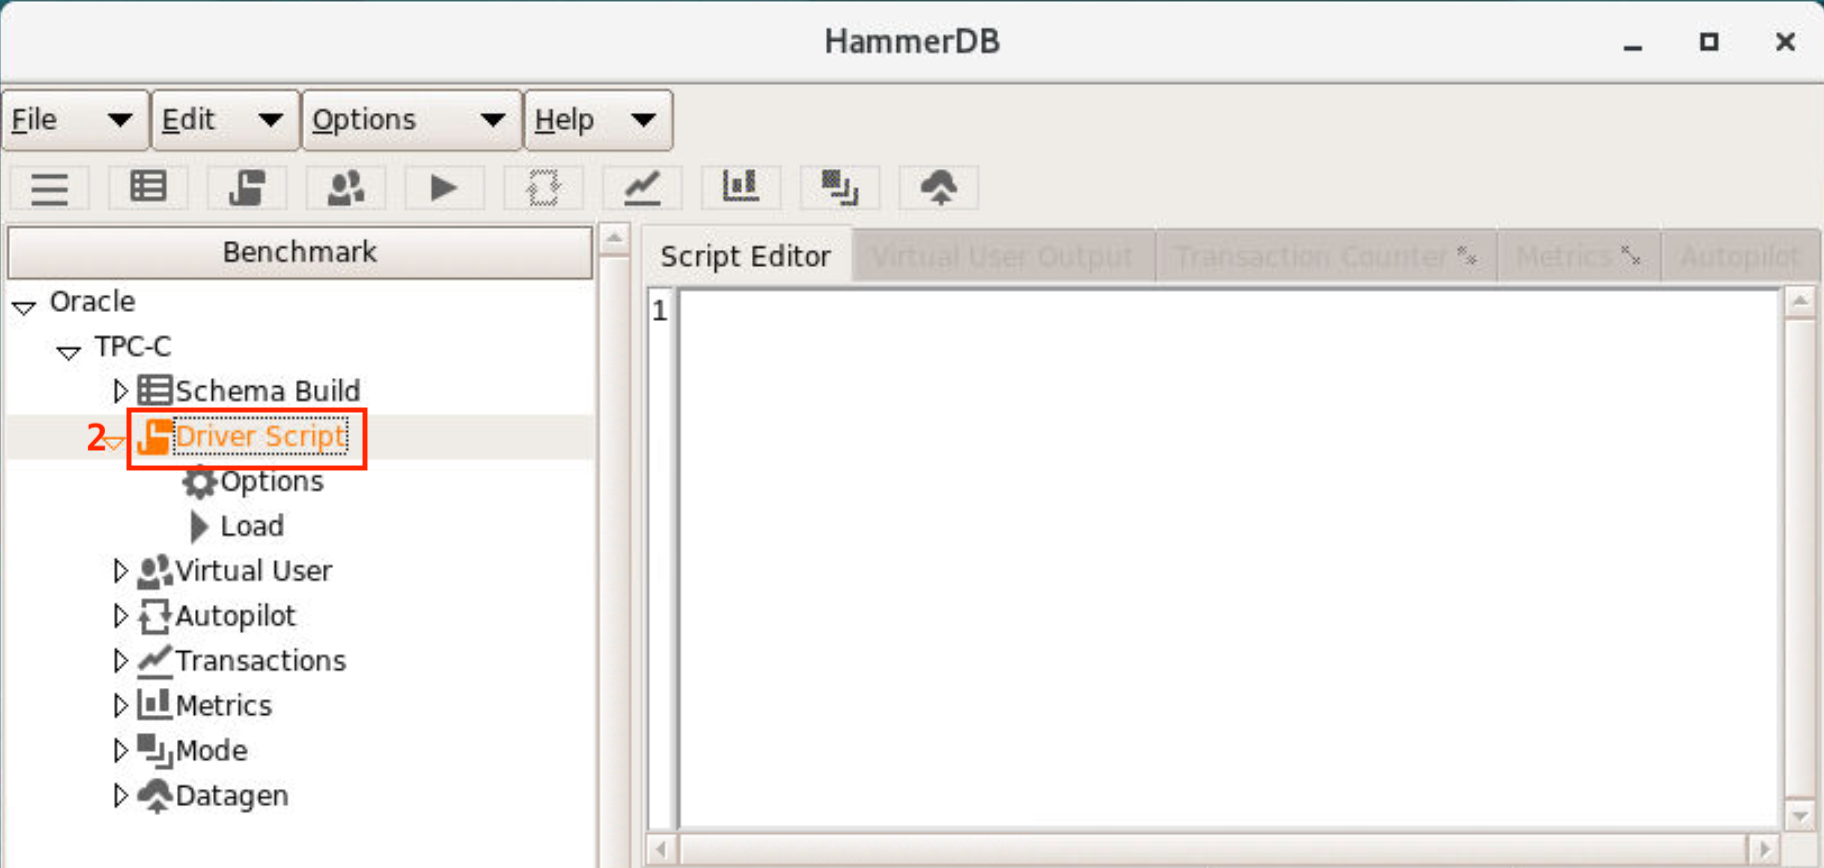 HammerDB
File Edit Options Help
Benchmark
Script Editor Virtual User Output Transaction Counter Metrics Autopilot
Oracle
1
TPC-C
Schema Build
2 Driver Script
Options
Load
Virtual User
Autopilot
Transactions
Metrics
Mode
Datagen